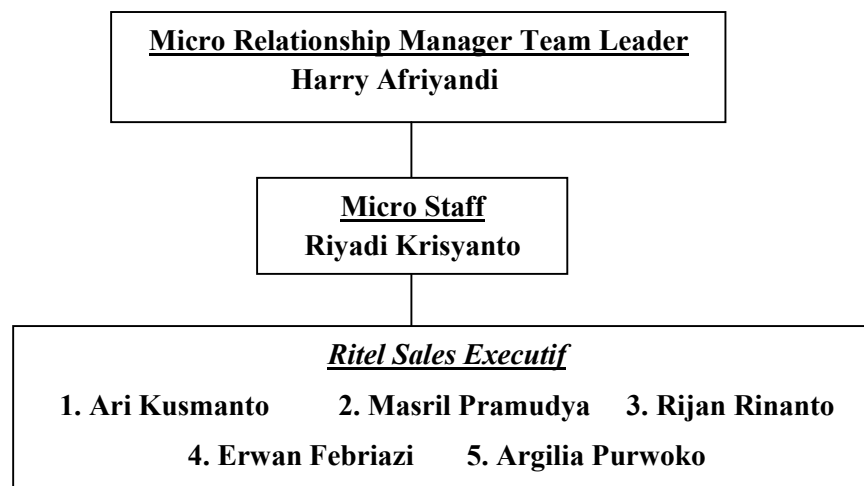 Micro Relationship Manager Team Leader
Harry Afriyandi
Micro Staff
Riyadi Krisyanto
Ritel Sales Executif
1. Ari Kusmanto 2. Masril Pramudya 3. Rijan Rinanto
4. Erwan Febriazi 5. Argilia Purwoko